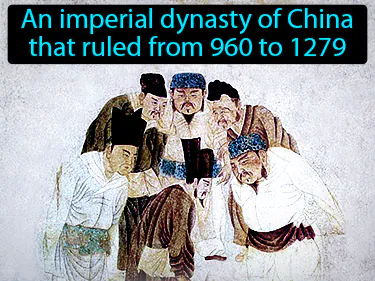 An imperial dynasty of China
that ruled from 960 to 1279